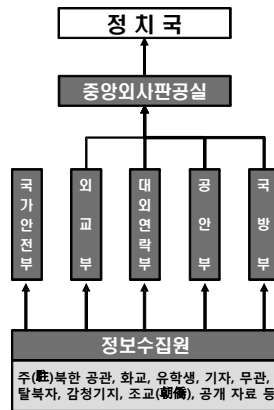 정치국
중앙외사판공실
국가안전부
외교부
대외연락부
공안부
국방부
정보수집원
주(駐)북한 공관, 화교, 유학생, 기자, 무관,
탈북자, 감청기지, 조교(朝僑), 공개 자료 등